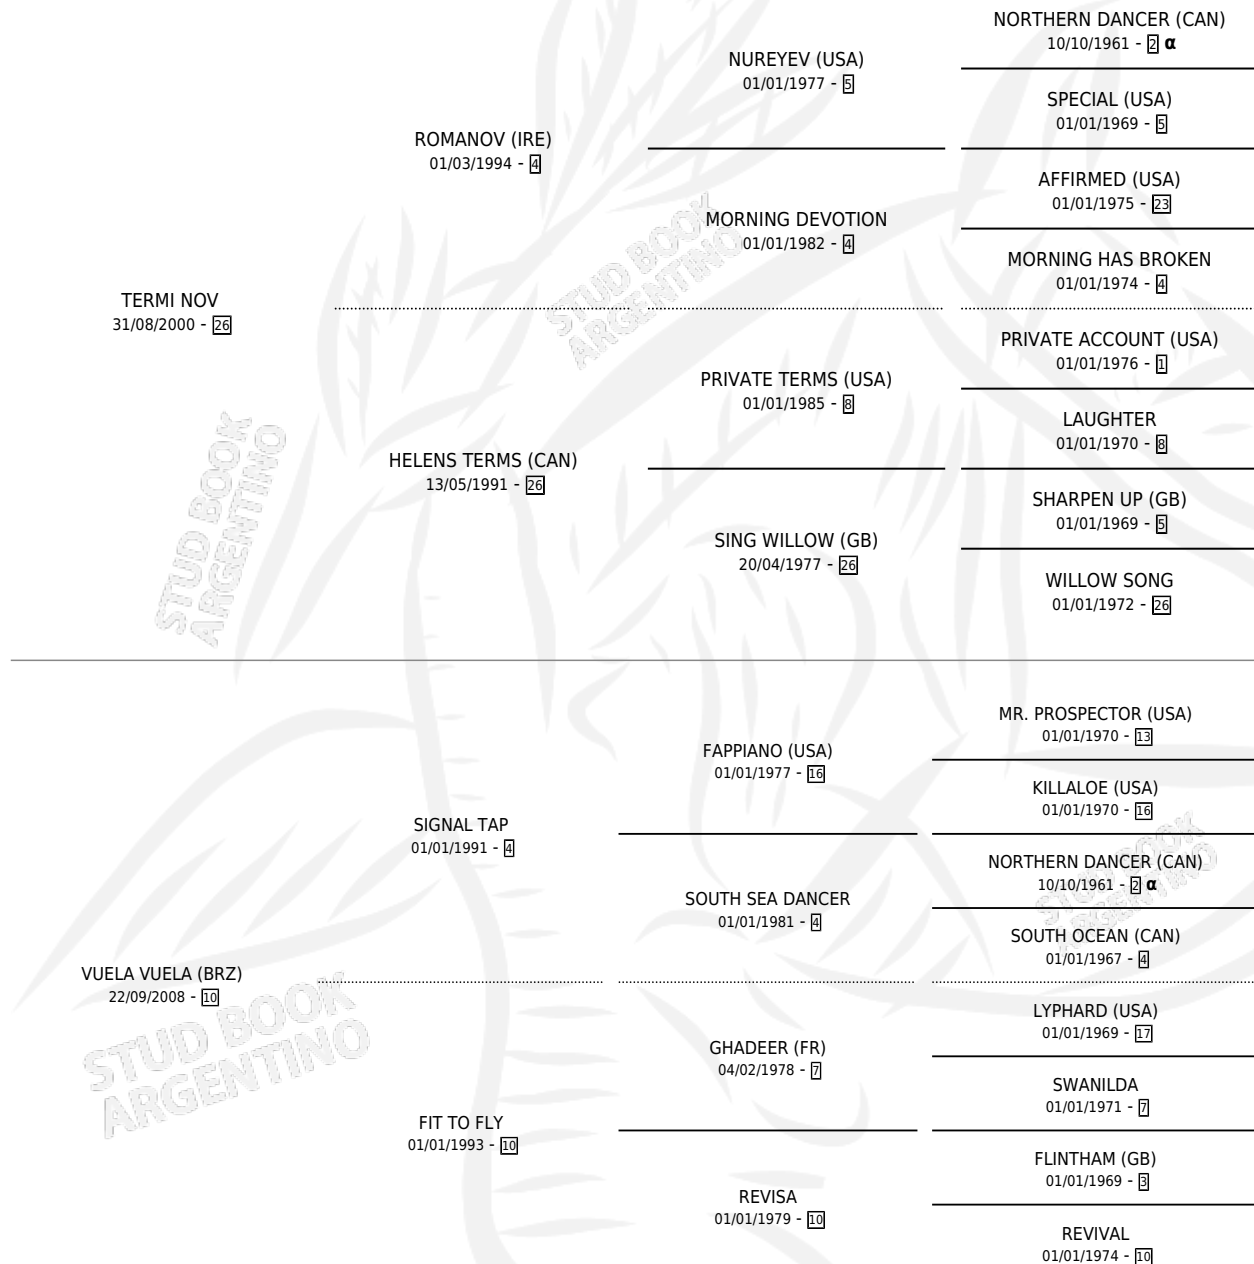 NORTHERN DANCER (CAN)
10/10/1961 - 2 α
NUREYEV (USA)
01/01/1977 - 5
SPECIAL (USA)
01/01/1969 - 5
ROMANOV (IRE)
01/03/1994 - 4
AFFIRMED (USA)
01/01/1975 - 23
MORNING DEVOTION
01/01/1982 - 4
MORNING HAS BROKEN
01/01/1974 - 4
TERMI NOV
31/08/2000 - 26
PRIVATE ACCOUNT (USA)
01/01/1976 - 1
PRIVATE TERMS (USA)
01/01/1985 - 8
LAUGHTER
01/01/1970 - 8
HELENS TERMS (CAN)
13/05/1991 - 26
SHARPEN UP (GB)
01/01/1969 - 5
SING WILLOW (GB)
20/04/1977 - 26
WILLOW SONG
01/01/1972 - 26
MR. PROSPECTOR (USA)
01/01/1970 - 13
FAPPIANO (USA)
01/01/1977 - 16
KILLALOE (USA)
01/01/1970 - 16
SIGNAL TAP
01/01/1991 - 4
NORTHERN DANCER (CAN)
10/10/1961 - 2 α
SOUTH SEA DANCER
01/01/1981 - 4
SOUTH OCEAN (CAN)
01/01/1967 - 4
VUELA VUELA (BRZ)
22/09/2008 - 10
LYPHARD (USA)
01/01/1969 - 17
GHADEER (FR)
04/02/1978 - 7
SWANILDA
01/01/1971 - 7
FIT TO FLY
01/01/1993 - 10
FLINTHAM (GB)
01/01/1969 - 3
REVISA
01/01/1979 - 10
REVIVAL
01/01/1974 - 10
STUD BOOK
ARGENTINO
STUD BOOK
ARGENTINO
STUD BOOK
ARGENTINO
STUD BOOK
ARGENTINO